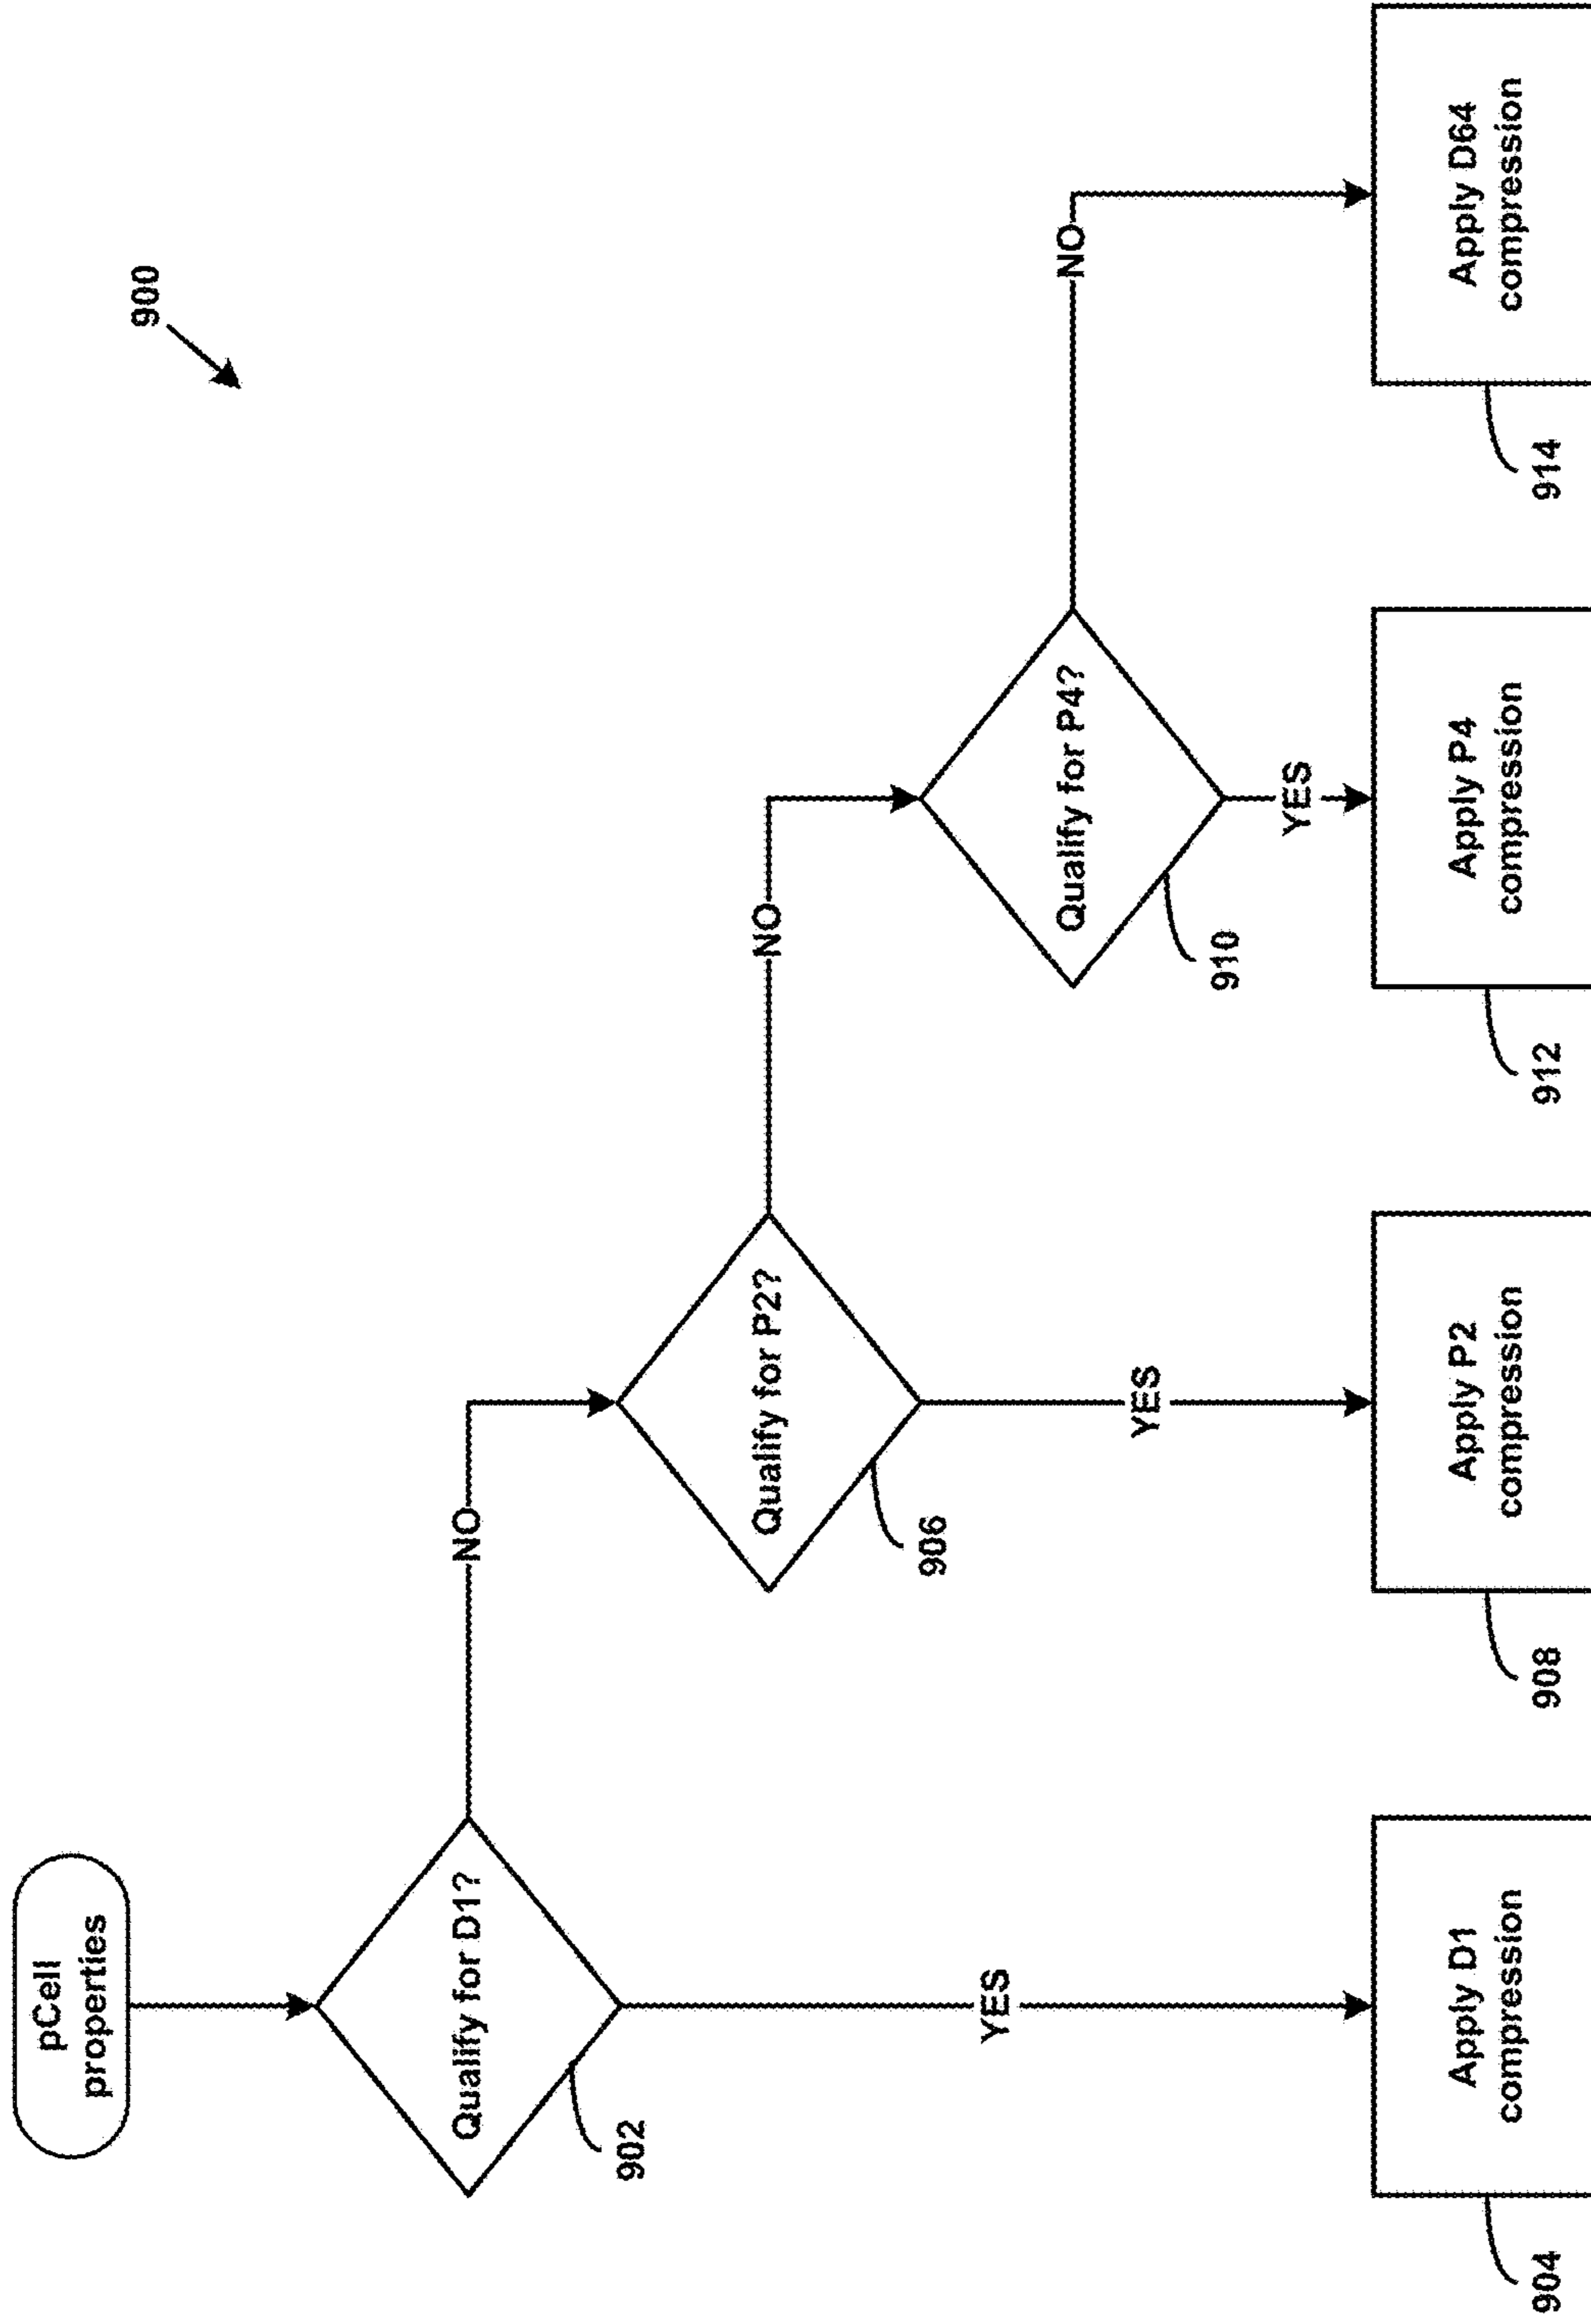 900
pCell
properties
Qualify for D1?
902
NO
YES
Qualify for P2?
906
NO
YES
Qualify for P4?
910
NO
YES
904
Apply D1
compression
908
Apply P2
compression
912
Apply P4
compression
914
Apply D64
compression